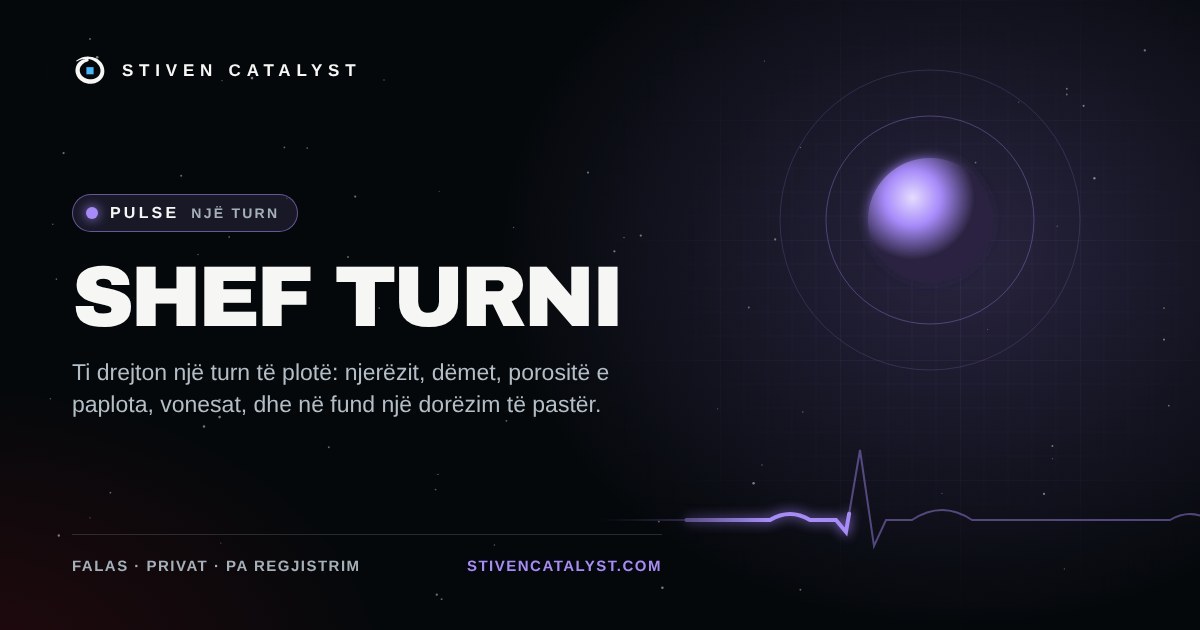 STIVEN CATALYST
PULSE NJË TURN
SHEF TURNI
Ti drejton një turn të plotë: njerëzit, dëmet, porositë e
paplota, vonesat, dhe në fund një dorëzim të pastër.
FALAS · PRIVAT · PA REGJISTRIM
STIVENCATALYST.COM